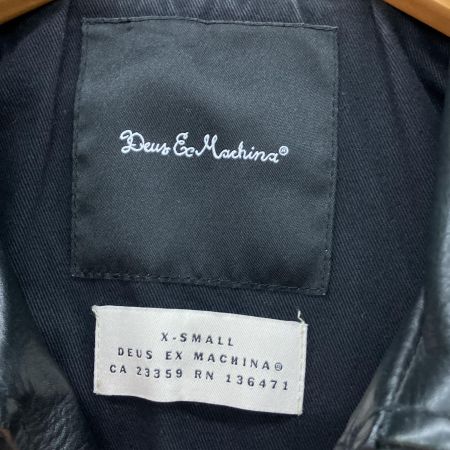 Deus Ex Machina®
X-SMALL
DEUS EX MACHINA®
CA 23359 RN 136471